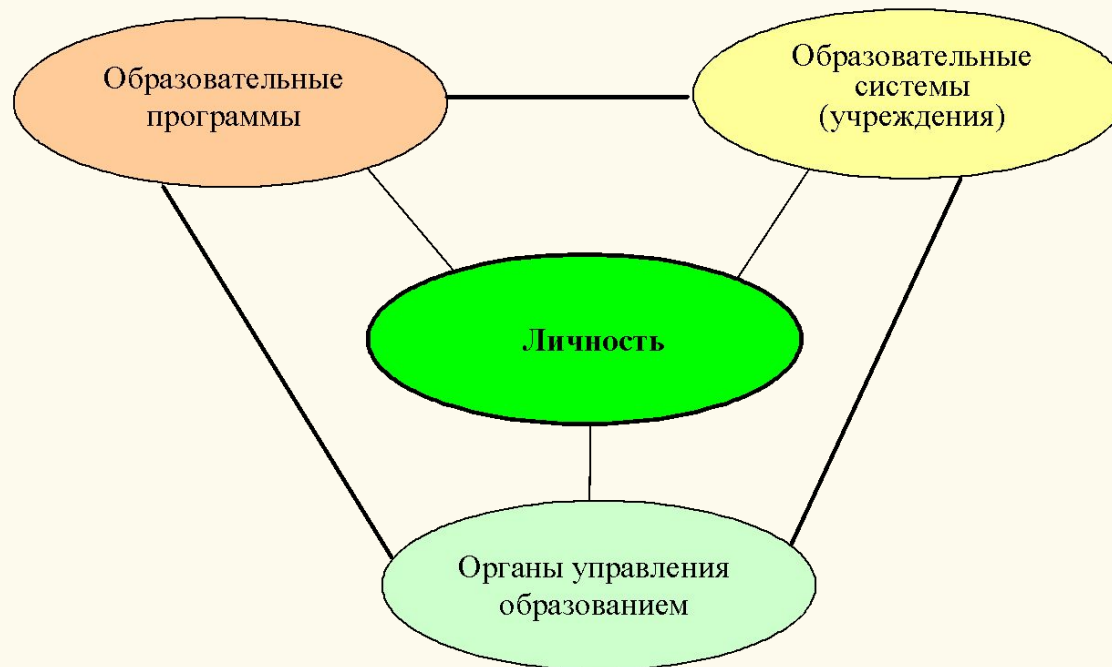 Образовательные
программы
Образовательные
системы
(учреждения)
Личность
Органы управления
образованием